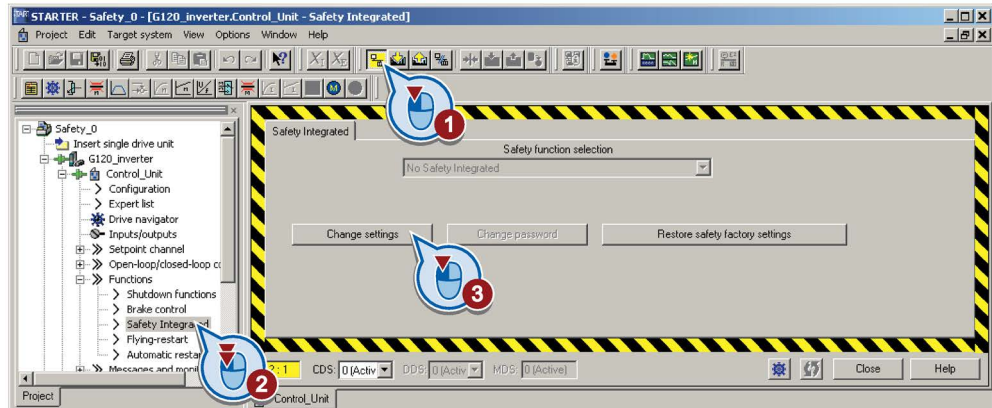 STARTER - Safety_0 - [G120_inverter.Control_Unit - Safety Integrated]
Project Edit Target system View Options Window Help
1
Safety_0
Insert single drive unit
G120_inverter
Control_Unit
Configuration
Expert list
Drive navigator
Inputs/outputs
Setpoint channel
Open-loop/closed-loop
Functions
Shutdown functions
Brake control
Safety Integrated
Flying-restart
Automatic restart
Messages and
2
Project
Safety Integrated
Safety function selection
No Safety Integrated
Change settings
Change password
Restore safety factory settings
3
CDS: 0 (Activ DDS: 0 (Activ MDS: 0 (Active)
Close
Help
Control_Unit